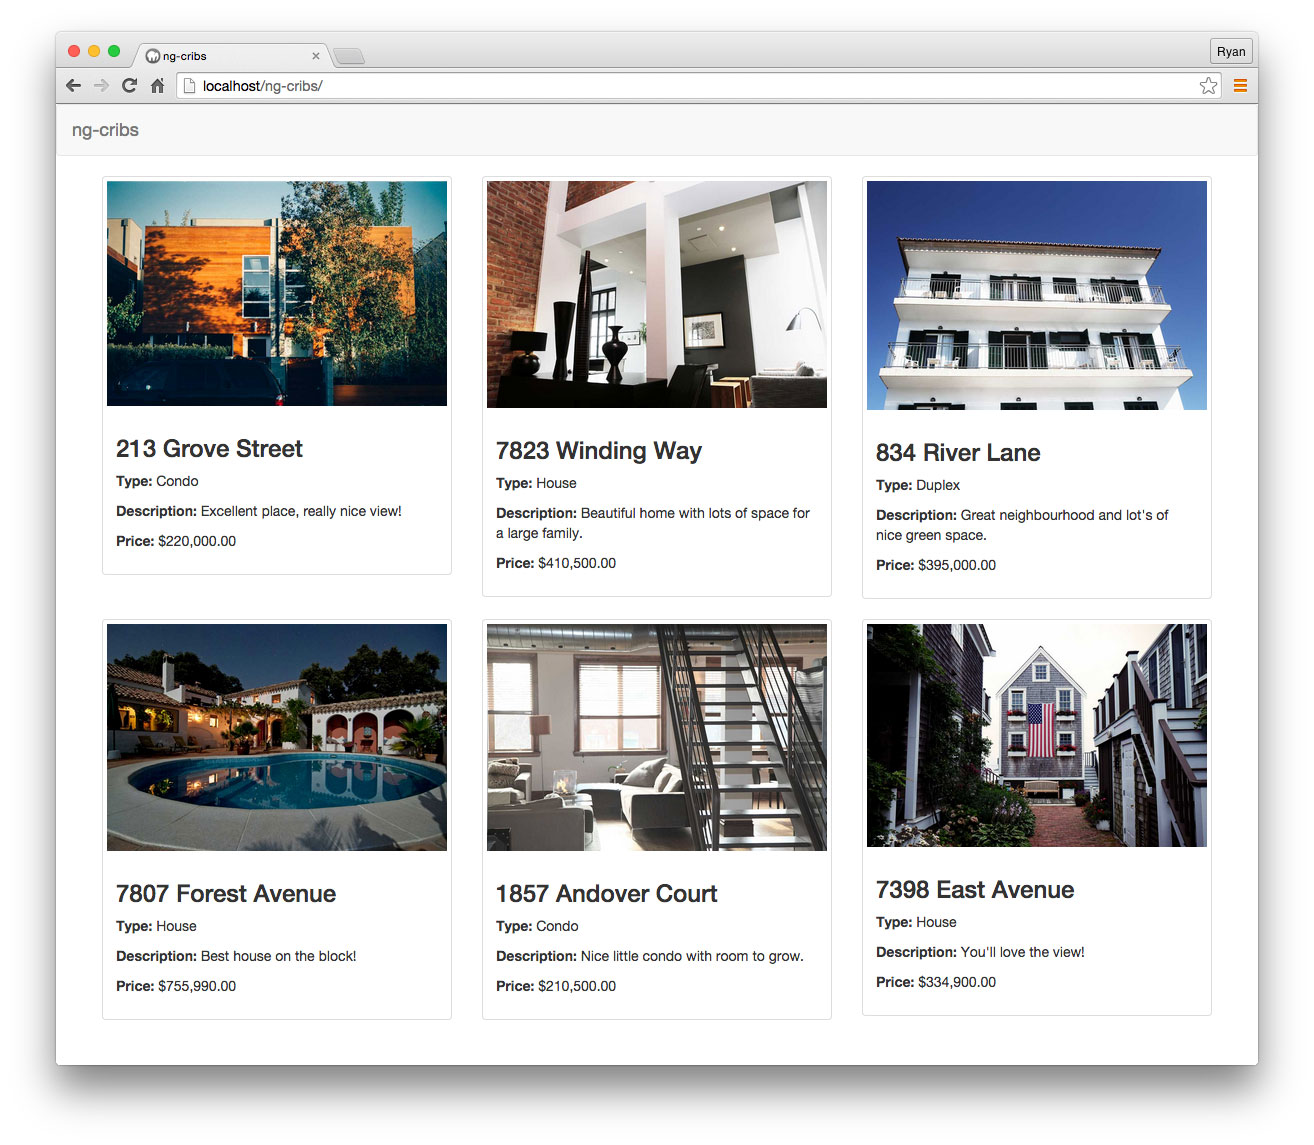 ng-cribs
Ryan
localhost/ng-cribs/
ng-cribs
213 Grove Street
Type: Condo
Description: Excellent place, really nice view!
Price: $220,000.00
7823 Winding Way
Type: House
Description: Beautiful home with lots of space for
a large family.
Price: $410,500.00
834 River Lane
Type: Duplex
Description: Great neighbourhood and lot's of
nice green space.
Price: $395,000.00
7807 Forest Avenue
Type: House
Description: Best house on the block!
Price: $755,990.00
1857 Andover Court
Type: Condo
Description: Nice little condo with room to grow.
Price: $210,500.00
7398 East Avenue
Type: House
Description: You'll love the view!
Price: $334,900.00